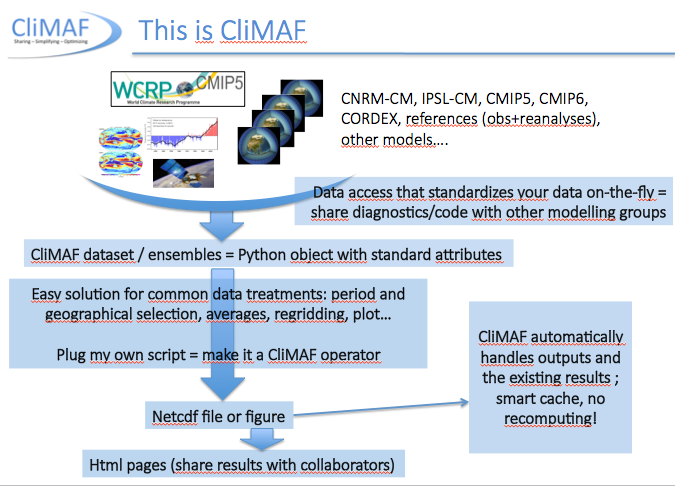 CliMAF
Sharing – Simplifying - Optimizing
This is CliMAF
WCRP
CMIP5
World Climate Research Programme
CNRM-CM, IPSL-CM, CMIP5, CMIP6,
CORDEX, references (obs+reanalyses),
other models....
Data access that standardizes your data on-the-fly =
share diagnostics/code with other modelling groups
CliMAF dataset / ensembles = Python object with standard attributes
Easy solution for common data treatments: period and
geographical selection, averages, regridding, plot...
Plug my own script = make it a CliMAF operator
CliMAF automatically
handles outputs and
the existing results ;
smart cache, no
recomputing!
Netcdf file or figure
Html pages (share results with collaborators)